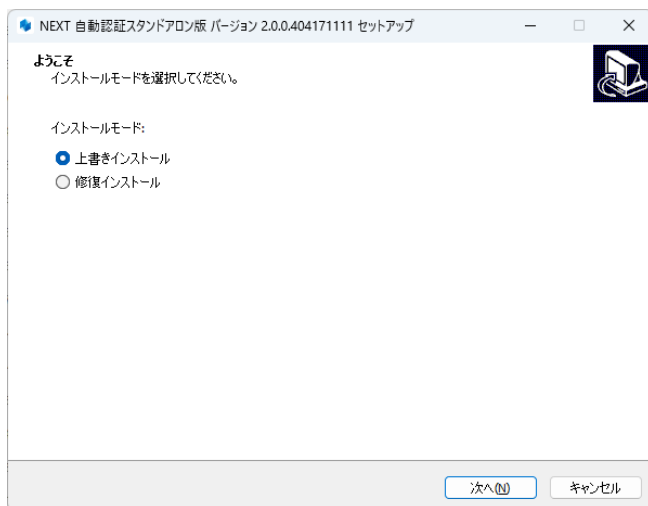 NEXT 自動認証スタンドアロン版 バージョン 2.0.0.404171111 セットアップ
ようこそ
インストールモードを選択してください。
インストールモード:
上書きインストール
修復インストール
次へ(N)
キャンセル